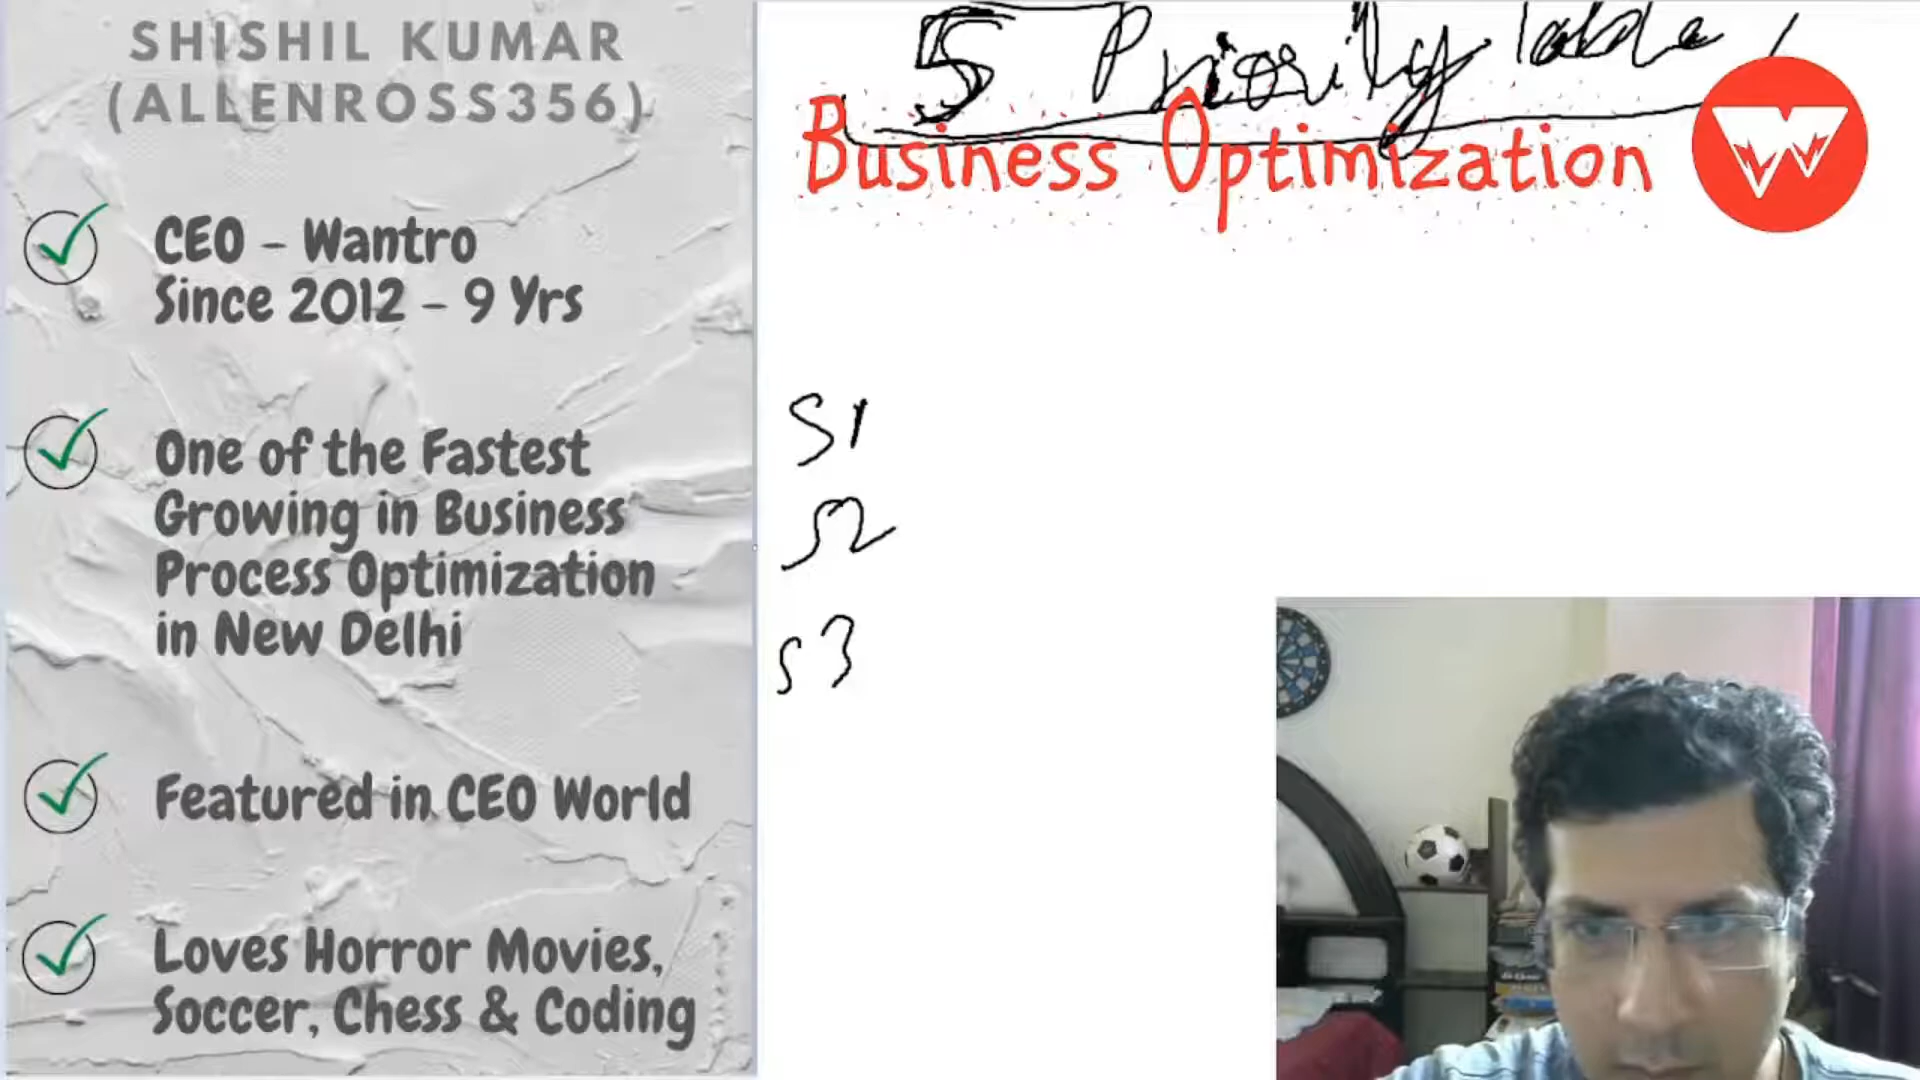 SHISHIL KUMAR
(ALLENROSS356)
CEO - Wantro
Since 2012 - 9 Yrs
One of the Fastest
Growing in Business
Process Optimization
in New Delhi
Featured in CEO World
Loves Horror Movies,
Soccer, Chess & Coding
5 Priority Table
Business Optimization
S1
S2
S3